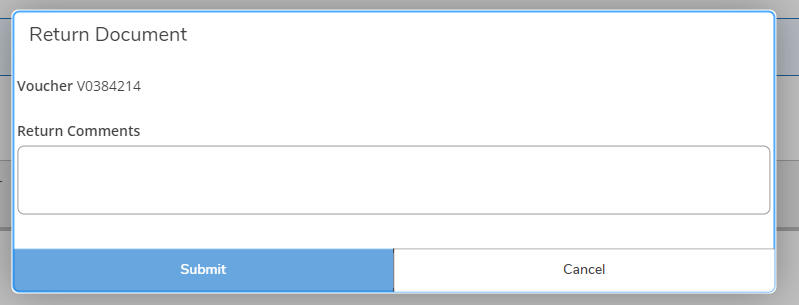 Return Document
Voucher V0384214
Return Comments
Submit
Cancel